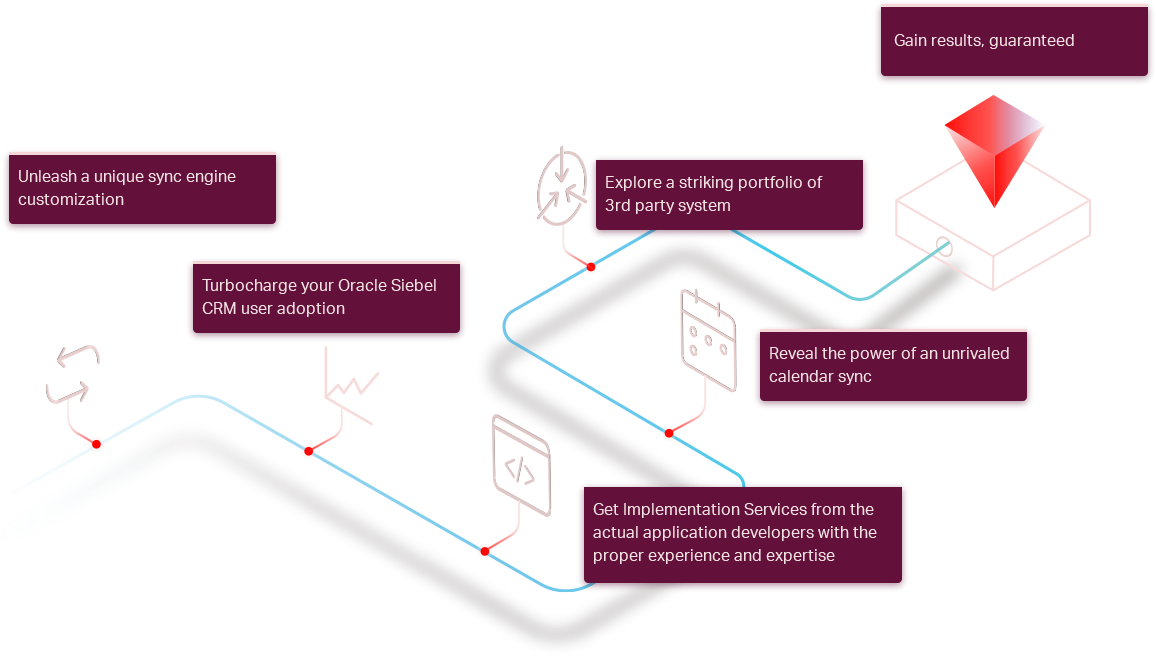 Gain results, guaranteed
Unleash a unique sync engine
customization
Explore a striking portfolio of
3rd party system
Turbocharge your Oracle Siebel
CRM user adoption
Reveal the power of an unrivaled
calendar sync
Get Implementation Services from the
actual application developers with the
proper experience and expertise